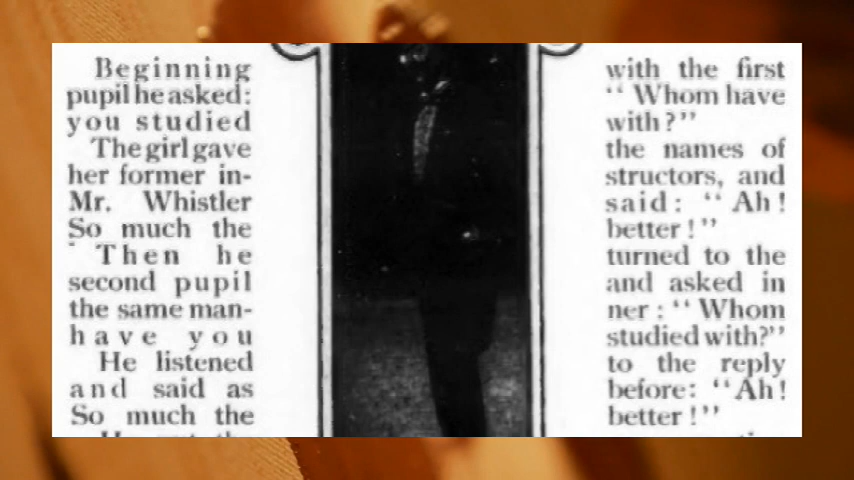 Beginning with the first
pupil he asked: “ Whom have
you studied with ?”
The girl gave the names of
her former in- structors, and
Mr. Whistler said : “ Ah !
So much the better ! ”
Then he turned to the
second pupil and asked in
the same man- ner : “ Whom
have you studied with?”
He listened to the reply
and said as before: “Ah !
So much the better ! ”